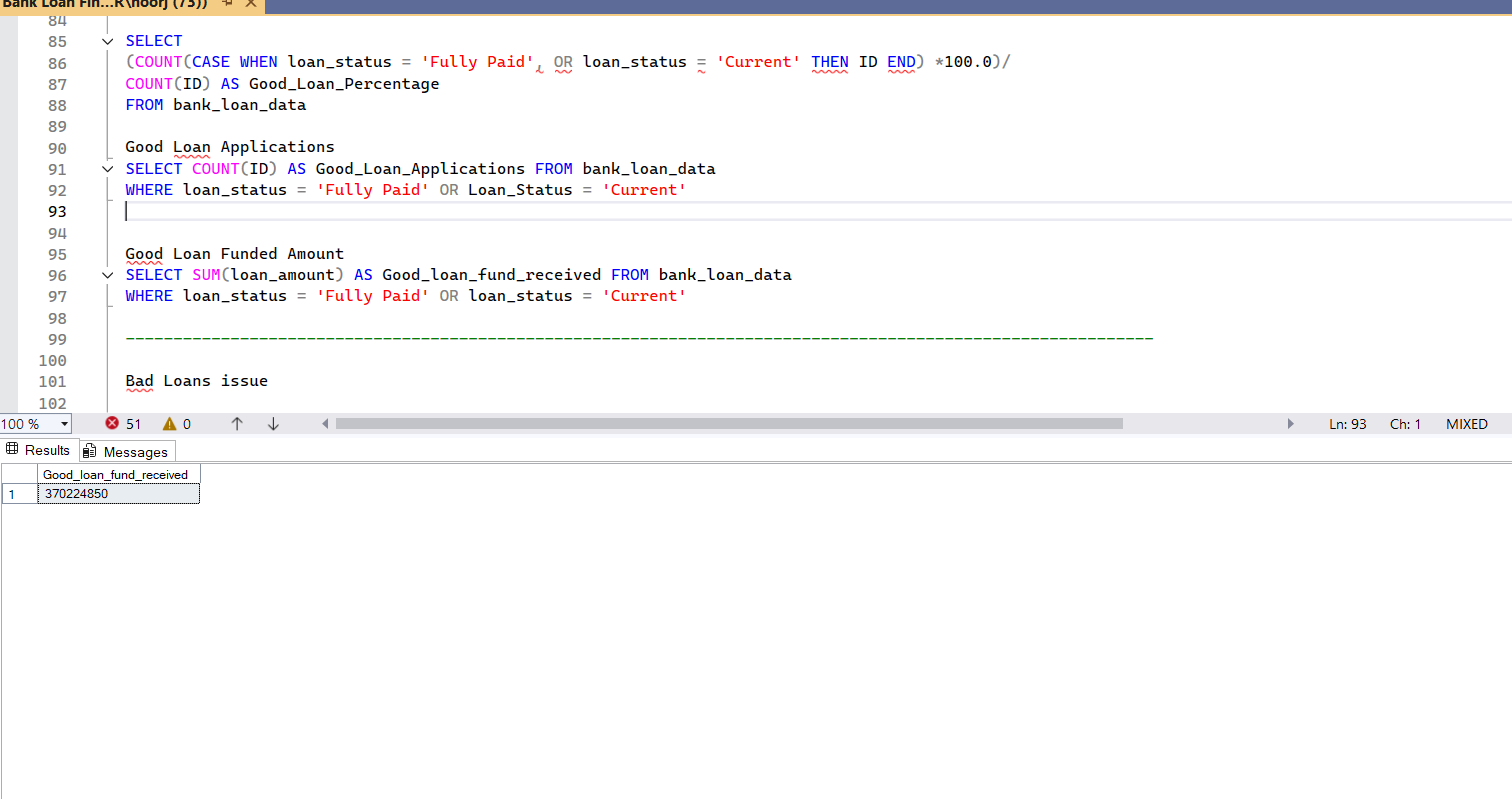 Bank Loan Fin...R\noorj (73))
84
85 SELECT
86 (COUNT(CASE WHEN loan_status = 'Fully Paid', OR loan_status = 'Current' THEN ID END) *100.0)/
87 COUNT(ID) AS Good_Loan_Percentage
88 FROM bank_loan_data
89
90 Good Loan Applications
91 SELECT COUNT(ID) AS Good_Loan_Applications FROM bank_loan_data
92 WHERE loan_status = 'Fully Paid' OR Loan_Status = 'Current'
93
94
95 Good Loan Funded Amount
96 SELECT SUM(loan_amount) AS Good_loan_fund_received FROM bank_loan_data
97 WHERE loan_status = 'Fully Paid' OR loan_status = 'Current'
98
99 ------------------------------------------------------------------------------------------------------------
100
101 Bad Loans issue
102
100 % 51 0 Ln: 93 Ch: 1 MIXED
Results Messages
Good_loan_fund_received
1 370224850